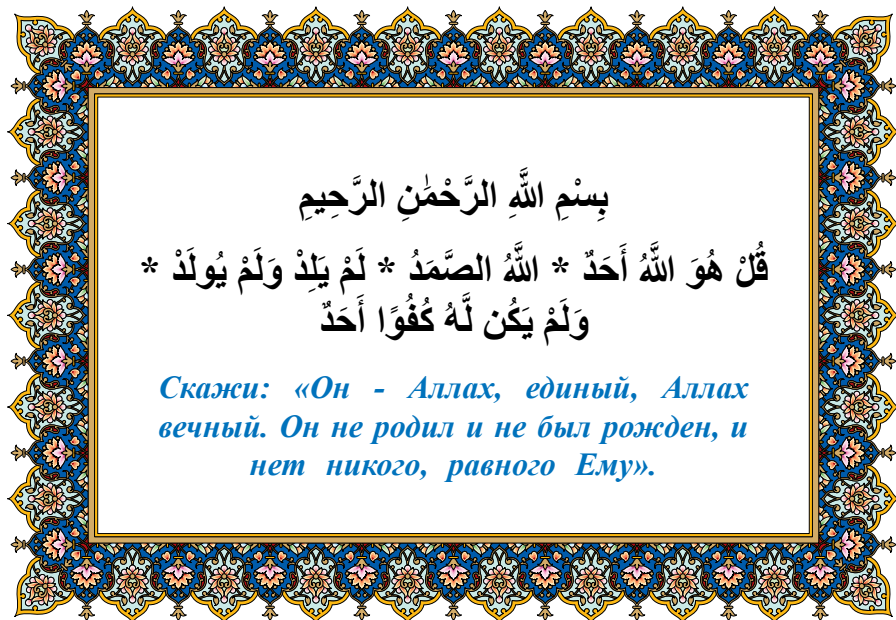 بِسْمِ اللَّهِ الرَّحْمَٰنِ الرَّحِيمِ
قُلْ هُوَ اللَّهُ أَحَدٌ * اللَّهُ الصَّمَدُ * لَمْ يَلِدْ وَلَمْ يُولَدْ *
وَلَمْ يَكُن لَّهُ كُفُوًا أَحَدٌ
Скажи: «Он - Аллах, единый, Аллах
вечный. Он не родил и не был рожден, и
нет никого, равного Ему».